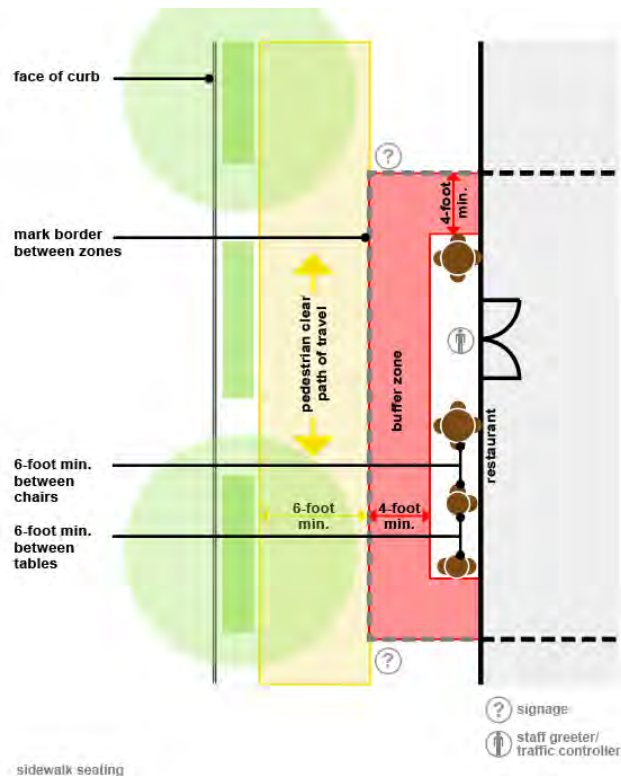 face of curb
?
4-foot
min.
mark border
between zones
pedestrian clear
path of travel
buffer zone
restaurant
6-foot min.
between
chairs
6-foot
min.
4-foot
min.
6-foot min.
between
tables
?
? signage
staff greeter/
traffic controller
sidewalk seating